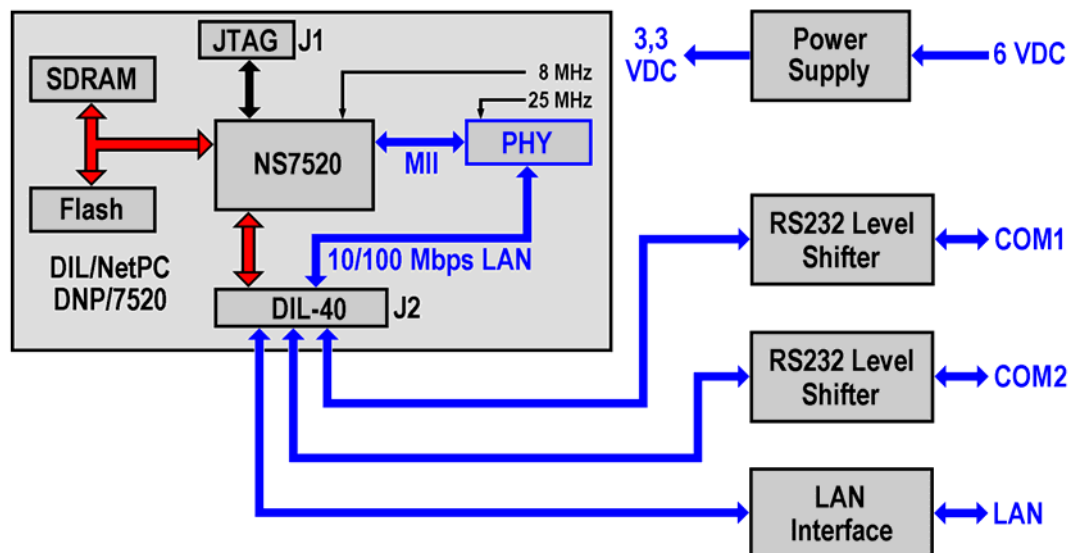 JTAG J1
SDRAM
8 MHz
25 MHz
NS7520
MII
PHY
Flash
10/100 Mbps LAN
DIL/NetPC
DNP/7520
DIL-40 J2
3,3
VDC
Power
Supply
6 VDC
RS232 Level
Shifter
COM1
RS232 Level
Shifter
COM2
LAN
Interface
LAN